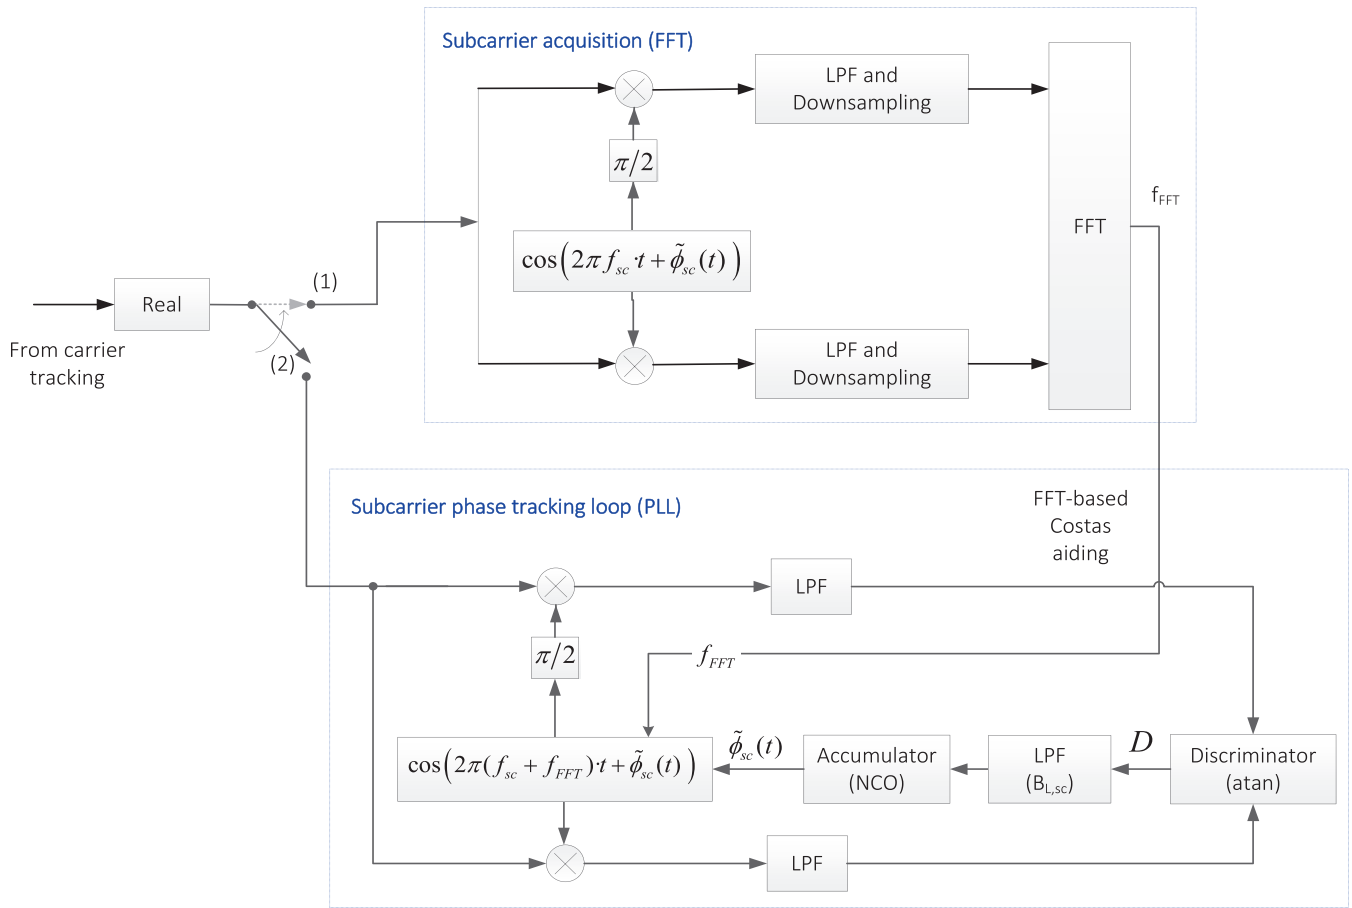 Subcarrier acquisition (FFT)
LPF and
Downsampling
π/2
f_FFT
FFT
cos(2πf_sc·t+ϕ̃_sc(t))
(1)
Real
From carrier
tracking
(2)
LPF and
Downsampling
Subcarrier phase tracking loop (PLL)
FFT-based
Costas
aiding
LPF
π/2
f_FFT
cos(2π(f_sc+f_FFT)·t+ϕ̃_sc(t))
ϕ̃_sc(t)
Accumulator
(NCO)
LPF
(B_L,sc)
D
Discriminator
(atan)
LPF